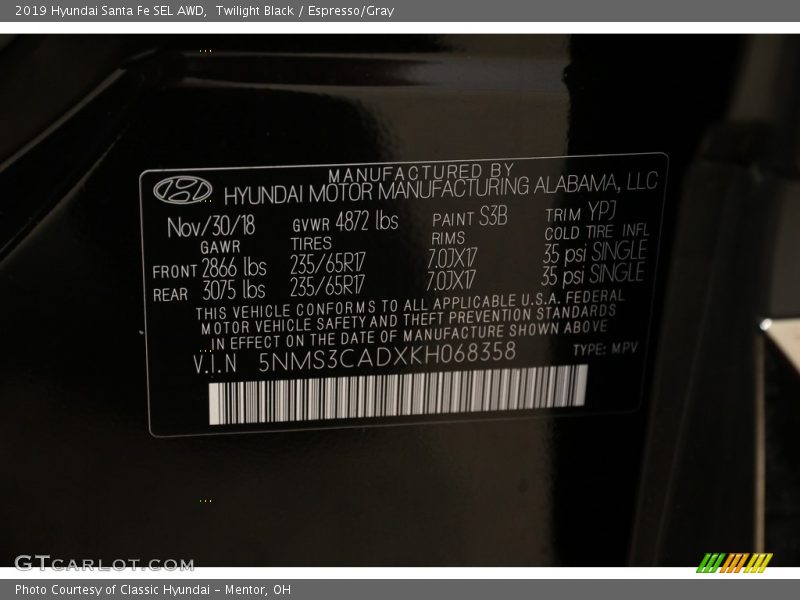 2019 Hyundai Santa Fe SEL AWD,  Twilight Black / Espresso/Gray
MANUFACTURED BY
HYUNDAI MOTOR MANUFACTURING ALABAMA, LLC
Nov/30/18 GVWR 4872 lbs PAINT S3B TRIM YPJ
GAWR TIRES RIMS COLD TIRE INFL
FRONT 2866 lbs 235/65R17 7.0JX17 35 psi SINGLE
REAR 3075 lbs 235/65R17 7.0JX17 35 psi SINGLE
THIS VEHICLE CONFORMS TO ALL APPLICABLE U.S.A. FEDERAL
MOTOR VEHICLE SAFETY AND THEFT PREVENTION STANDARDS
IN EFFECT ON THE DATE OF MANUFACTURE SHOWN ABOVE
V.I.N 5NMS3CADXKH068358 TYPE: MPV
GTCARLOT.COM
Photo Courtesy of Classic Hyundai - Mentor, OH